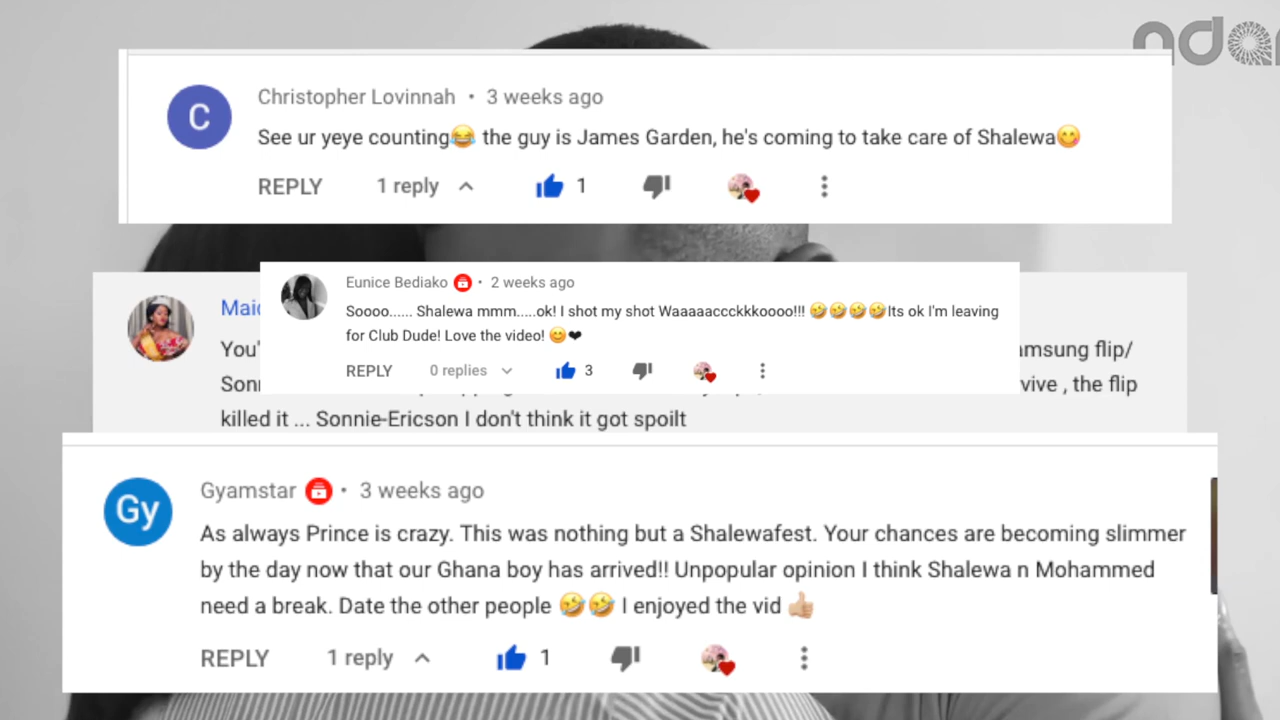 ndan
C
Christopher Lovinnah • 3 weeks ago
See ur yeye counting😂 the guy is James Garden, he's coming to take care of Shalewa😋
REPLY 1 reply 1
Eunice Bediako • 2 weeks ago
Soooo...... Shalewa mmm.....ok! I shot my shot Waaaaaccckkkoooo!!! 🤣🤣🤣🤣Its ok I'm leaving
for Club Dude! Love the video! 😊❤
REPLY 0 replies 3
flip/
, the flip
killed it ... Sonnie-Ericson I don't think it got spoilt
Gy
Gyamstar • 3 weeks ago
As always Prince is crazy. This was nothing but a Shalewafest. Your chances are becoming slimmer
by the day now that our Ghana boy has arrived!! Unpopular opinion I think Shalewa n Mohammed
need a break. Date the other people 🤣🤣 I enjoyed the vid 👍🏼
REPLY 1 reply 1